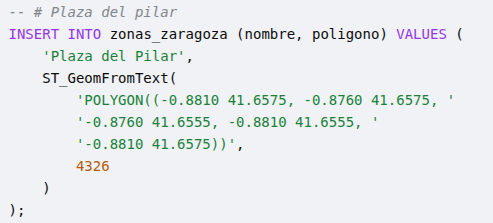 -- # Plaza del pilar
INSERT INTO zonas_zaragoza (nombre, poligono) VALUES (
    'Plaza del Pilar',
    ST_GeomFromText(
        'POLYGON((-0.8810 41.6575, -0.8760 41.6575, '
        '-0.8760 41.6555, -0.8810 41.6555, '
        '-0.8810 41.6575))',
        4326
    )
);